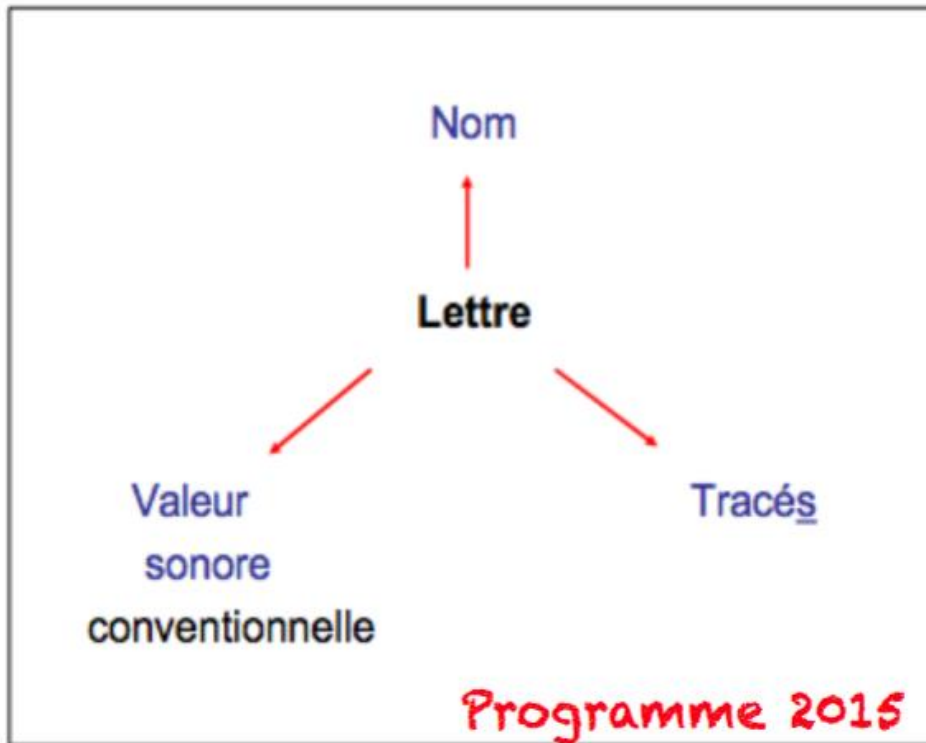 Nom
Lettre
Valeur
sonore
conventionnelle
Tracés
Programme 2015